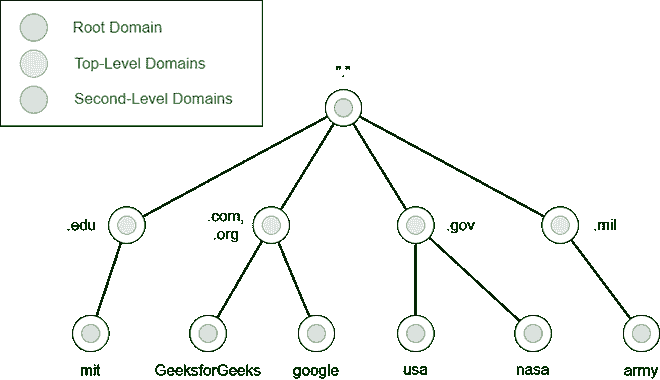 Root Domain
Top-Level Domains
Second-Level Domains
"."
.edu
.com,
.org
.gov
.mil
mit
GeeksforGeeks
google
usa
nasa
army